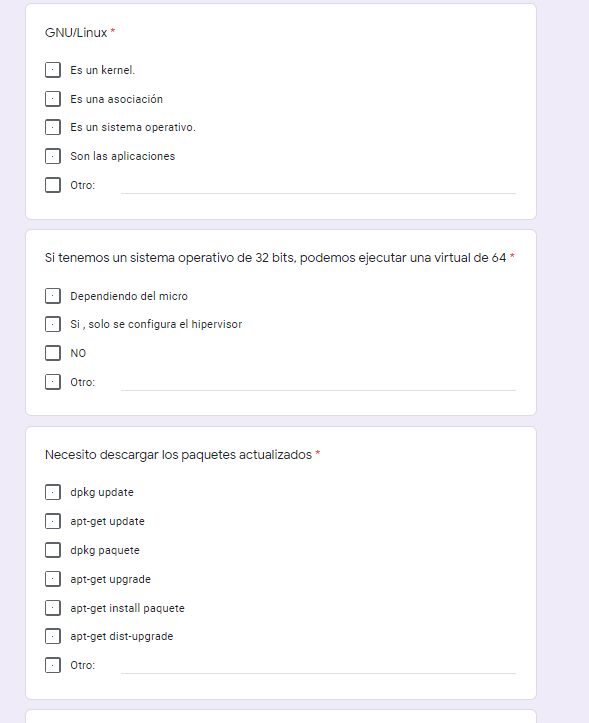 GNU/Linux *
Es un kernel.
Es una asociación
Es un sistema operativo.
Son las aplicaciones
Otro:
Si tenemos un sistema operativo de 32 bits, podemos ejecutar una virtual de 64 *
Dependiendo del micro
Si , solo se configura el hipervisor
NO
Otro:
Necesito descargar los paquetes actualizados *
dpkg update
apt-get update
dpkg paquete
apt-get upgrade
apt-get install paquete
apt-get dist-upgrade
Otro: